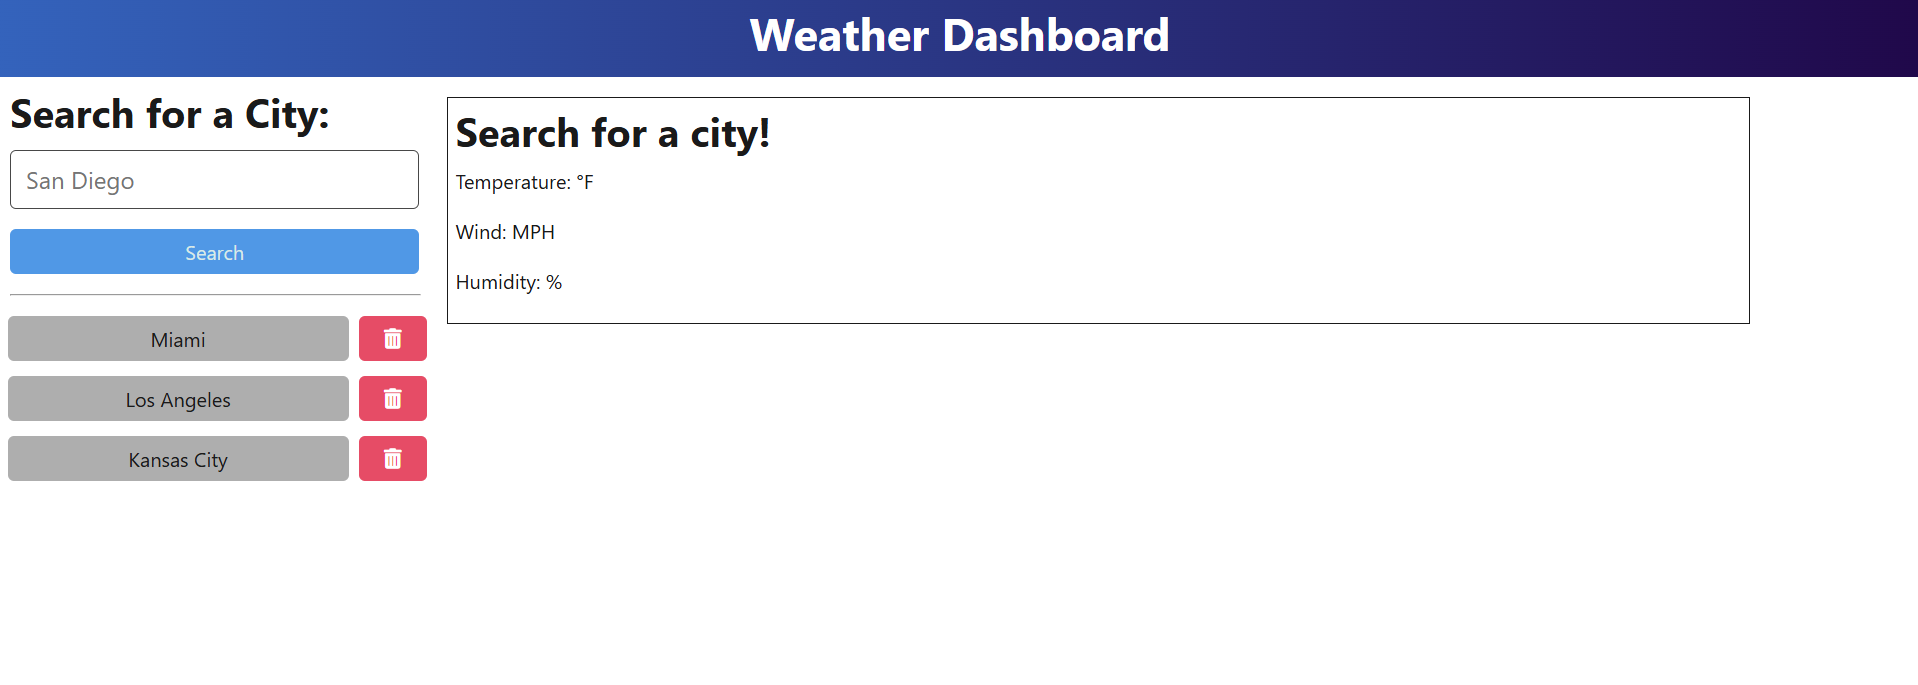 Weather Dashboard
Search for a City:
San Diego
Search
Miami
Los Angeles
Kansas City
Search for a city!
Temperature: °F
Wind: MPH
Humidity: %